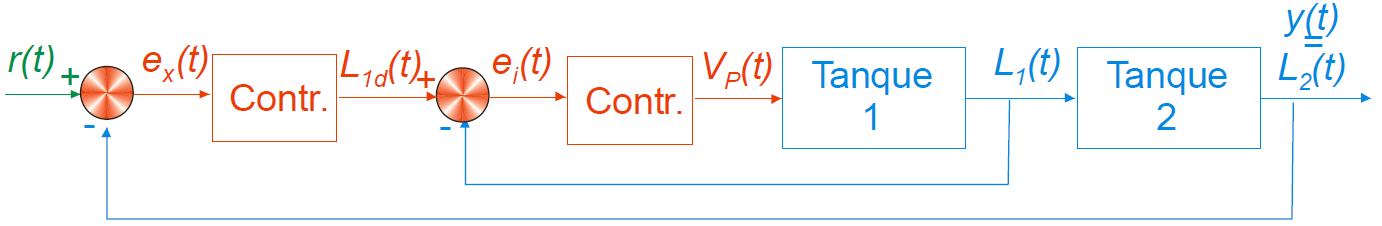 y(t)
=
r(t) + e_x(t) L_1d(t) + e_i(t) V_P(t) L_1(t) L_2(t)
Contr. Contr. Tanque 1 Tanque 2
- -